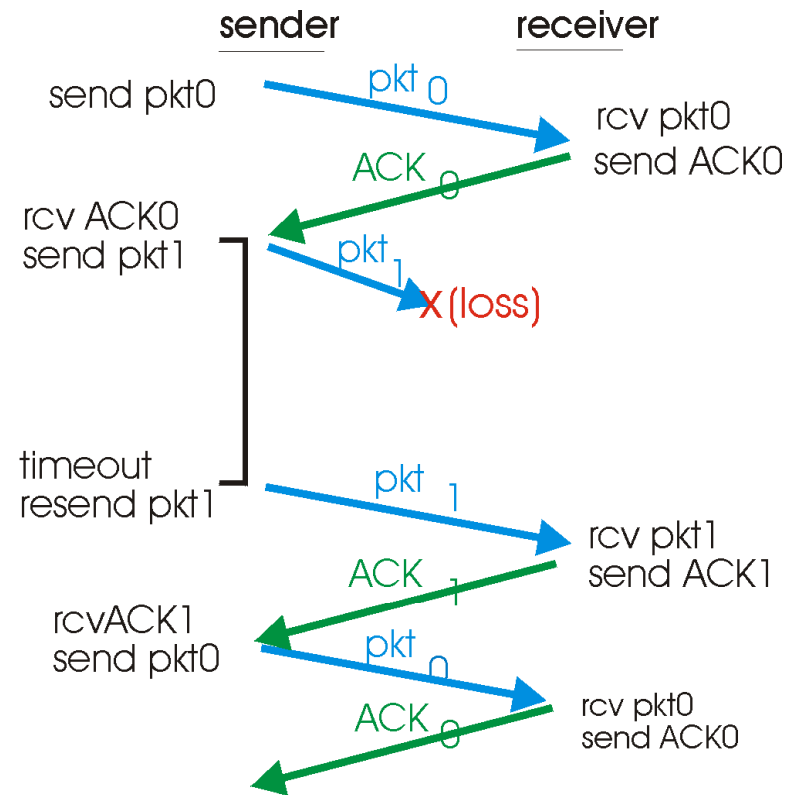 sender
receiver
send pkt0
pkt 0
rcv pkt0
send ACK0
ACK 0
rcv ACK0
send pkt1
pkt 1
X (loss)
timeout
resend pkt1
pkt 1
rcv pkt1
send ACK1
ACK 1
rcvACK1
send pkt0
pkt 0
rcv pkt0
send ACK0
ACK 0